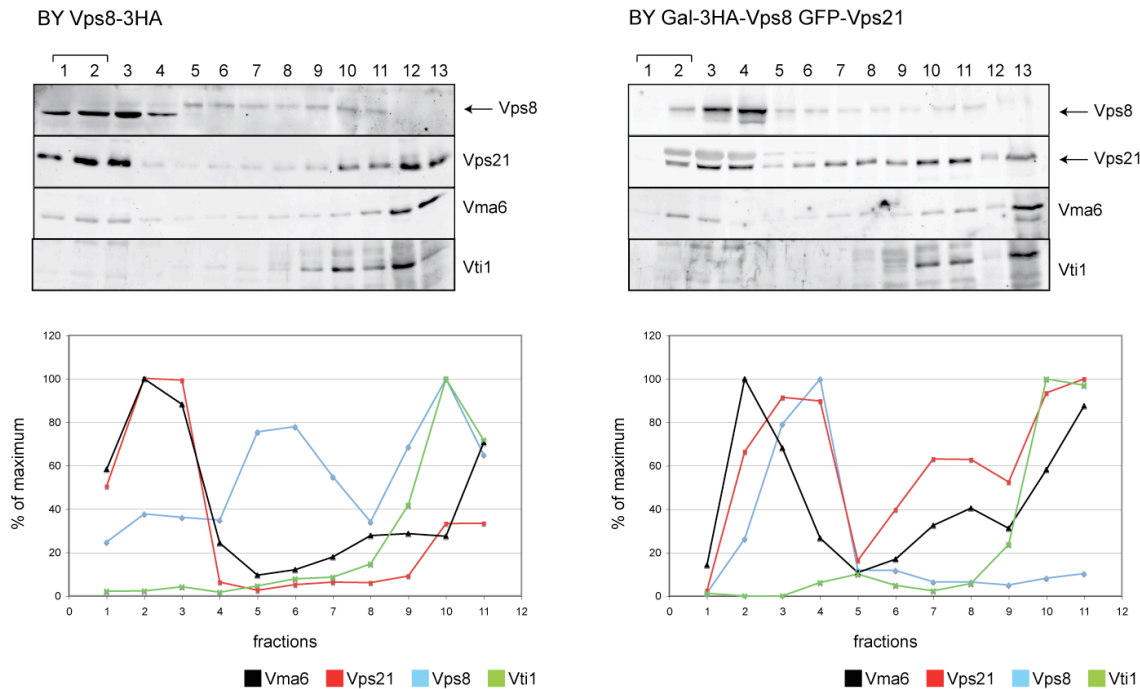 BY Vps8-3HA
1 2 3 4 5 6 7 8 9 10 11 12 13
Vps8
Vps21
Vma6
Vti1
120
100
80
60
40
20
0
% of maximum
0 1 2 3 4 5 6 7 8 9 10 11 12
fractions
Vma6 Vps21 Vps8 Vti1
BY Gal-3HA-Vps8 GFP-Vps21
1 2 3 4 5 6 7 8 9 10 11 12 13
Vps8
Vps21
Vma6
Vti1
120
100
80
60
40
20
0
% of maximum
0 1 2 3 4 5 6 7 8 9 10 11 12
fractions
Vma6 Vps21 Vps8 Vti1